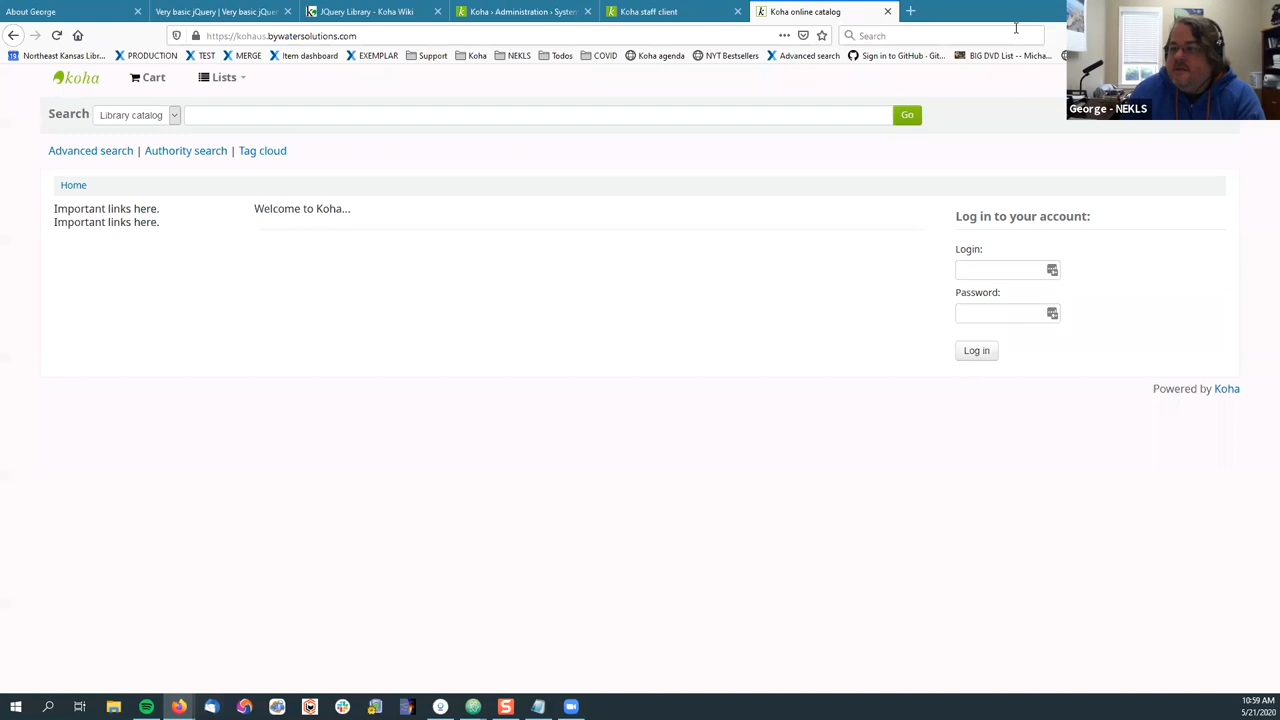 About George
Very basic jQuery | Very basic jQuer
JQuery Library - Koha Wiki
Koha › Administration › System
Koha staff client
Koha online catalog
https://kohaus.bywatersolutions.com
Search
Northeast Kansas Libr...
PRODUCTION
TEST
MERGE
Item dashboard
EXEMPLAR
Support
Koha
NEKLS
Todos
COVID
Koha agenda
NYT Bestsellers
Advanced search
Sign in to GitHub · Git...
BIG DVD List -- Micha...
koha
Cart
Lists
George - NEKLS
Search
Library catalog
Go
Advanced search | Authority search | Tag cloud
Home
Important links here.
Important links here.
Welcome to Koha...
Log in to your account:
Login:
Password:
Log in
Powered by Koha
10:59 AM
5/21/2020